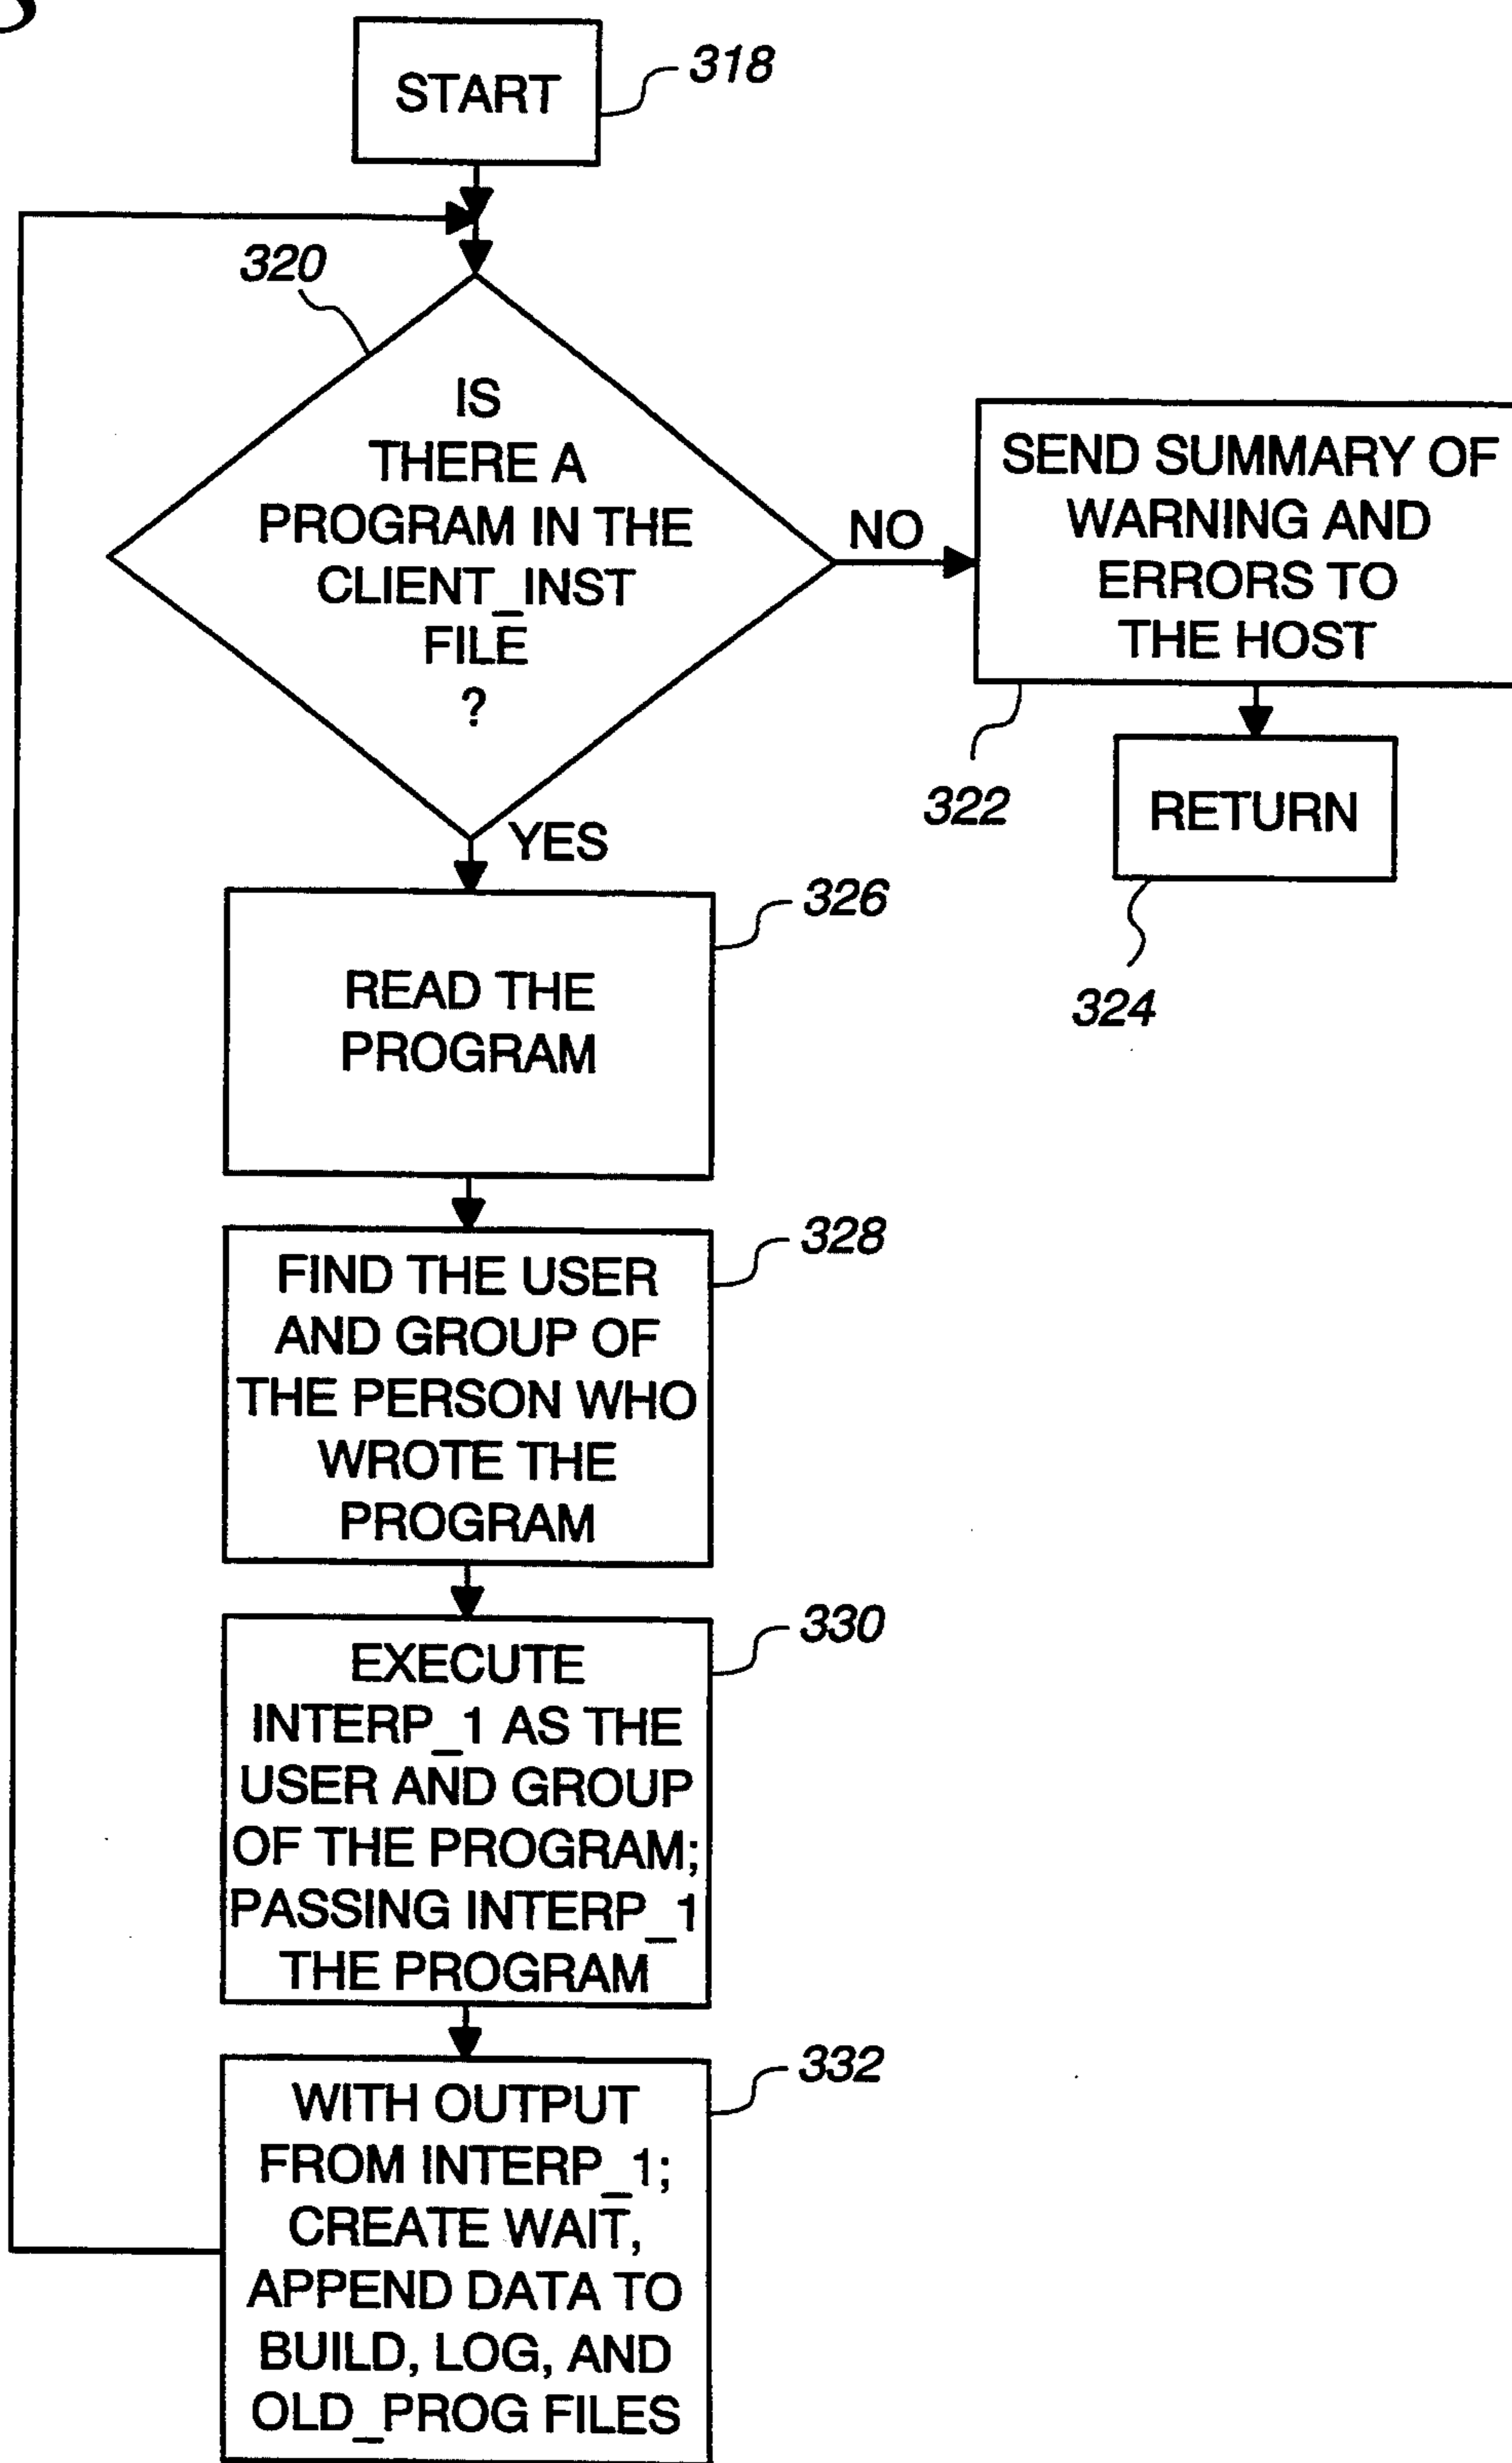 START
318
320
IS
THERE A
PROGRAM IN THE
CLIENT_INST
FILE
?
NO
SEND SUMMARY OF
WARNING AND
ERRORS TO
THE HOST
322
RETURN
324
YES
326
READ THE
PROGRAM
328
FIND THE USER
AND GROUP OF
THE PERSON WHO
WROTE THE
PROGRAM
330
EXECUTE
INTERP_1 AS THE
USER AND GROUP
OF THE PROGRAM;
PASSING INTERP_1
THE PROGRAM
332
WITH OUTPUT
FROM INTERP_1;
CREATE WAIT,
APPEND DATA TO
BUILD, LOG, AND
OLD_PROG FILES